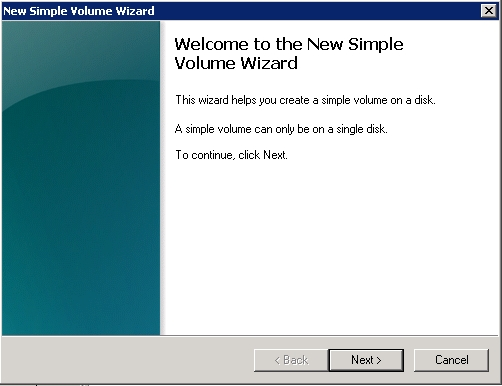 New Simple Volume Wizard
Welcome to the New Simple
Volume Wizard
This wizard helps you create a simple volume on a disk.
A simple volume can only be on a single disk.
To continue, click Next.
< Back
Next >
Cancel